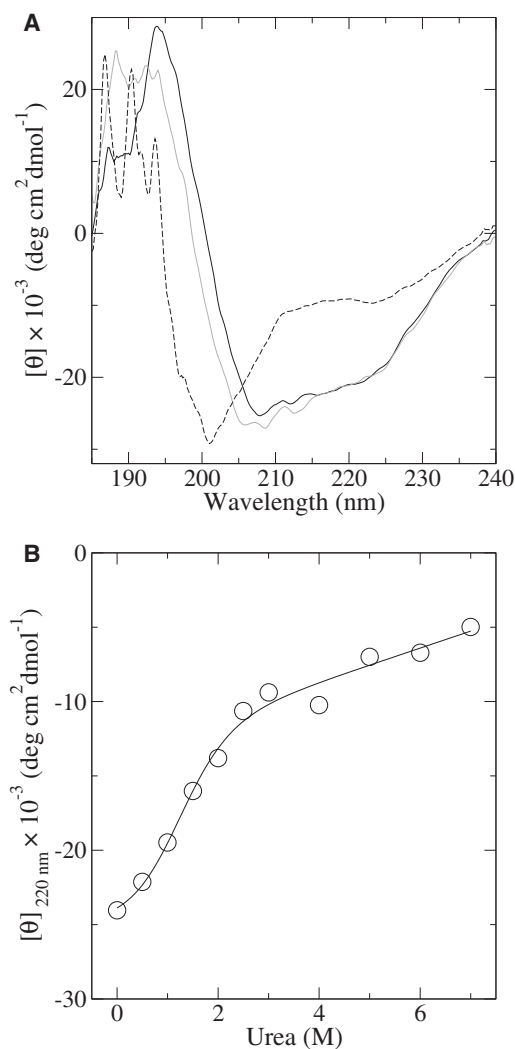 A
20
0
-20
[θ] × 10⁻³ (deg cm² dmol⁻¹)
190 200 210 220 230 240
Wavelength (nm)
B
0
-10
-20
-30
[θ]₂₂₀ ₙₘ × 10⁻³ (deg cm² dmol⁻¹)
0 2 4 6
Urea (M)